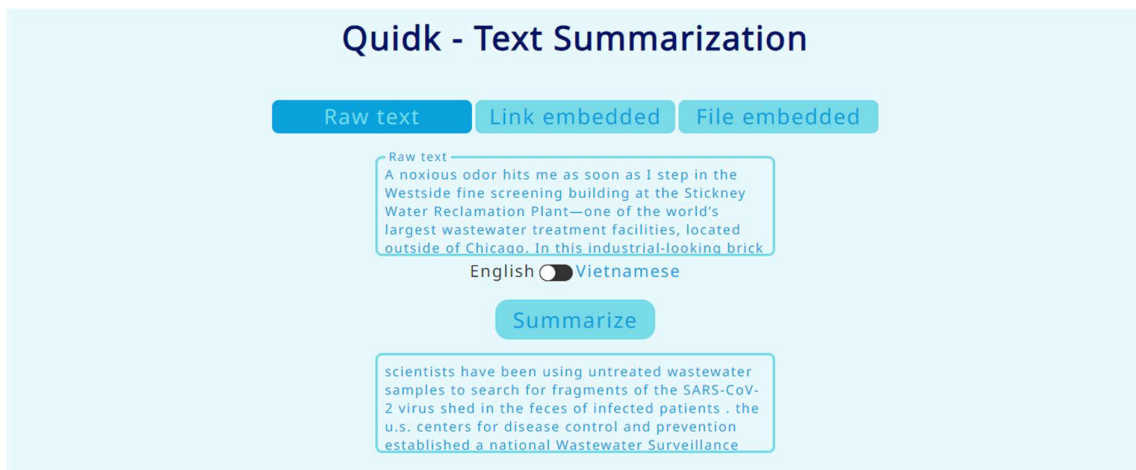 Quidk - Text Summarization
Raw text Link embedded File embedded
Raw text
A noxious odor hits me as soon as I step in the
Westside fine screening building at the Stickney
Water Reclamation Plant—one of the world’s
largest wastewater treatment facilities, located
outside of Chicago. In this industrial-looking brick
English Vietnamese
Summarize
scientists have been using untreated wastewater
samples to search for fragments of the SARS-CoV-
2 virus shed in the feces of infected patients . the
u.s. centers for disease control and prevention
established a national Wastewater Surveillance